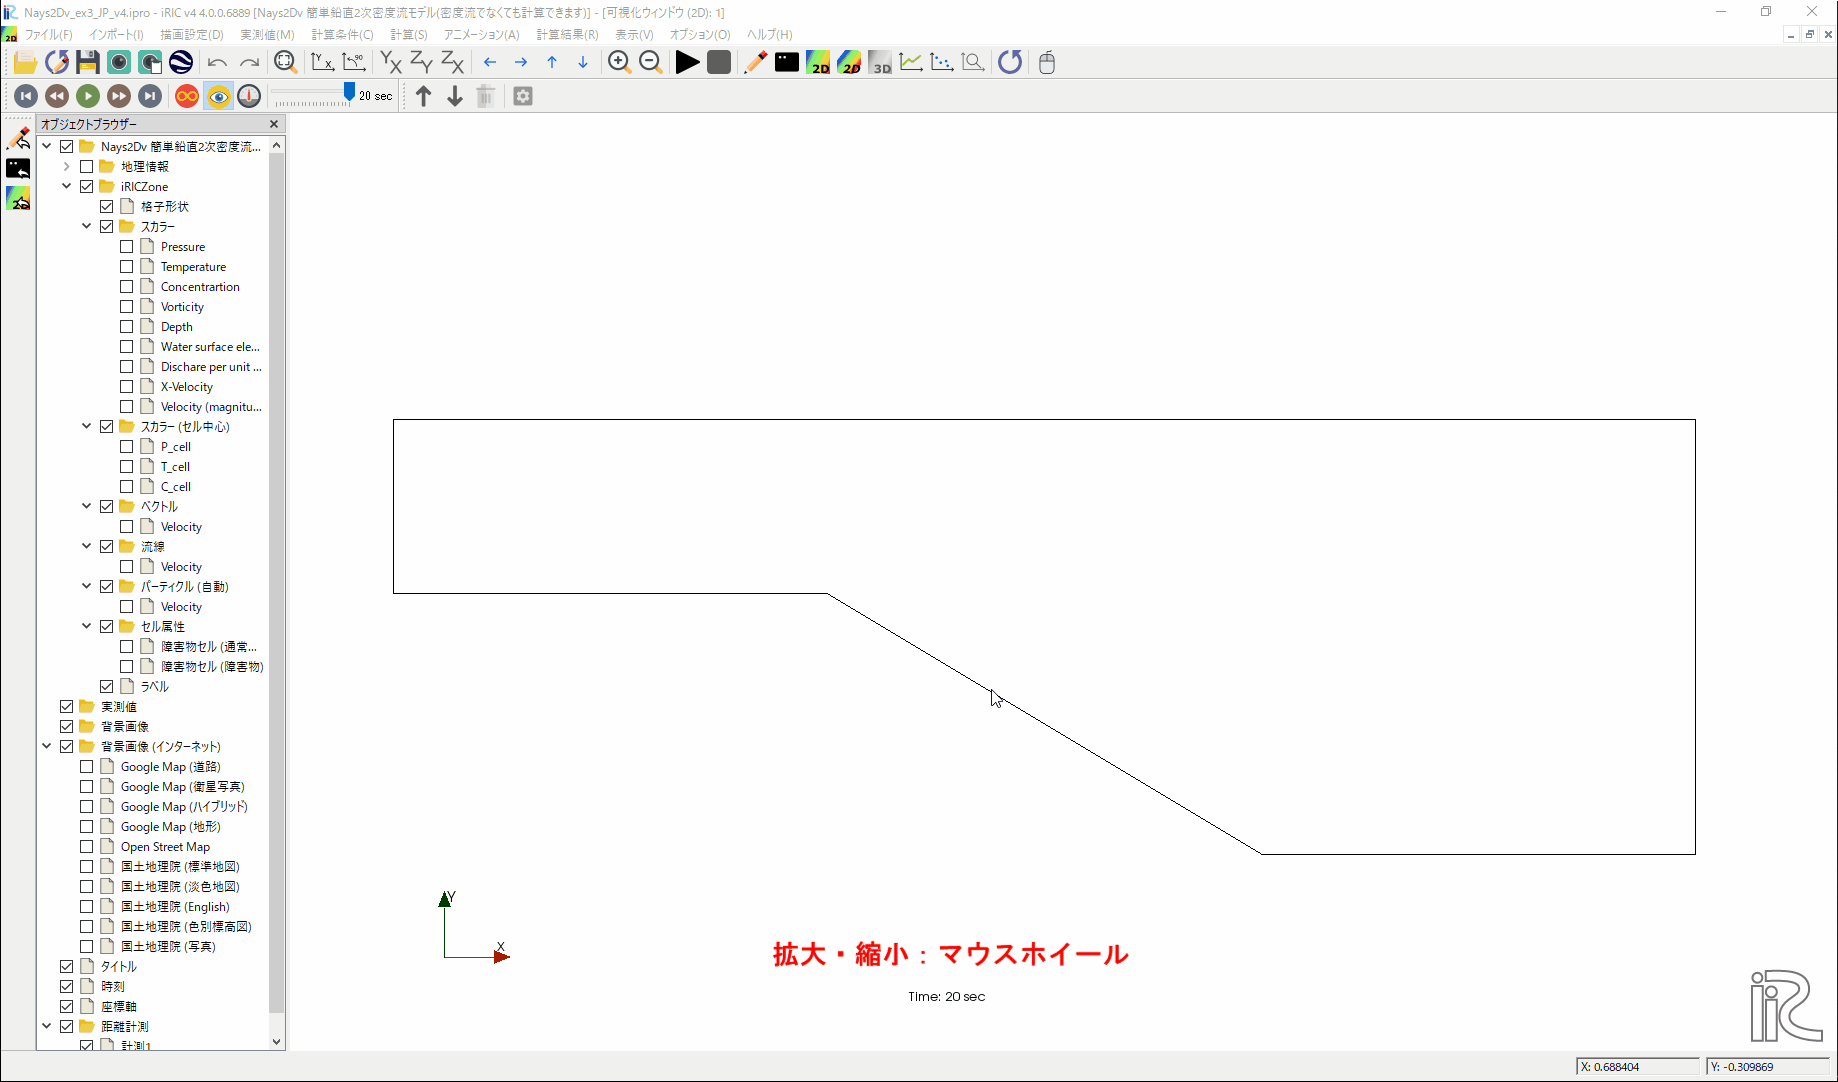 Nays2Dv_ex3_JP_v4.ipro - iRIC v4 4.0.0.6889 [Nays2Dv 簡単鉛直2次密度流モデル(密度流でなくても計算できます)] - [可視化ウィンドウ (2D): 1]
ファイル(F) インポート(I) 描画設定(D) 実測値(M) 計算条件(C) 計算(S) アニメーション(A) 計算結果(R) 表示(V) オプション(O) ヘルプ(H)
20 sec
オブジェクトブラウザー
Nays2Dv 簡単鉛直2次密度流...
地理情報
iRICZone
格子形状
スカラー
Pressure
Temperature
Concentrartion
Vorticity
Depth
Water surface ele...
Dischare per unit ...
X-Velocity
Velocity (magnitu...
スカラー (セル中心)
P_cell
T_cell
C_cell
ベクトル
Velocity
流線
Velocity
パーティクル (自動)
Velocity
セル属性
障害物セル (通常...
障害物セル (障害物)
ラベル
実測値
背景画像
背景画像 (インターネット)
Google Map (道路)
Google Map (衛星写真)
Google Map (ハイブリッド)
Google Map (地形)
Open Street Map
国土地理院 (標準地図)
国土地理院 (淡色地図)
国土地理院 (English)
国土地理院 (色別標高図)
国土地理院 (写真)
タイトル
時刻
座標軸
距離計測
計測1
Y
X
拡大・縮小：マウスホイール
Time: 20 sec
iRIC
X: 0.688404
Y: -0.309869